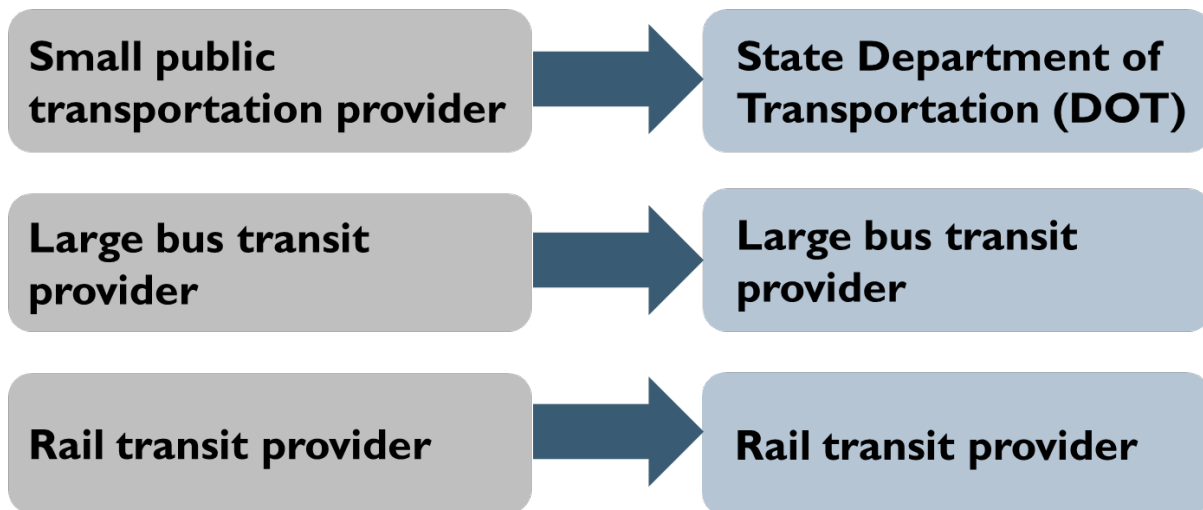 Small public
transportation provider
State Department of
Transportation (DOT)
Large bus transit
provider
Large bus transit
provider
Rail transit provider
Rail transit provider